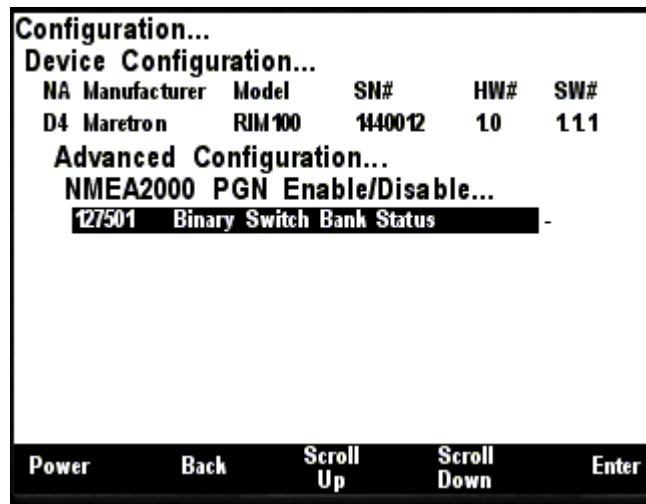 Configuration...
Device Configuration...
NA Manufacturer Model SN# HW# SW#
D4 Maretron RIM100 1440012 1.0 1.1.1
Advanced Configuration...
NMEA2000 PGN Enable/Disable...
127501 Binary Switch Bank Status -
Power Back Scroll Up Scroll Down Enter